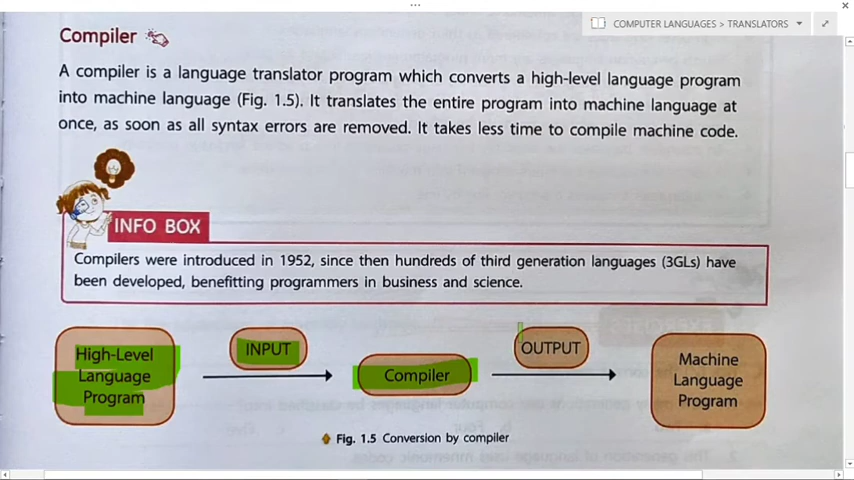 COMPUTER LANGUAGES > TRANSLATORS
Compiler
A compiler is a language translator program which converts a high-level language program
into machine language (Fig. 1.5). It translates the entire program into machine language at
once, as soon as all syntax errors are removed. It takes less time to compile machine code.
INFO BOX
Compilers were introduced in 1952, since then hundreds of third generation languages (3GLs) have
been developed, benefitting programmers in business and science.
High-Level
Language
Program
INPUT
Compiler
OUTPUT
Machine
Language
Program
Fig. 1.5 Conversion by compiler